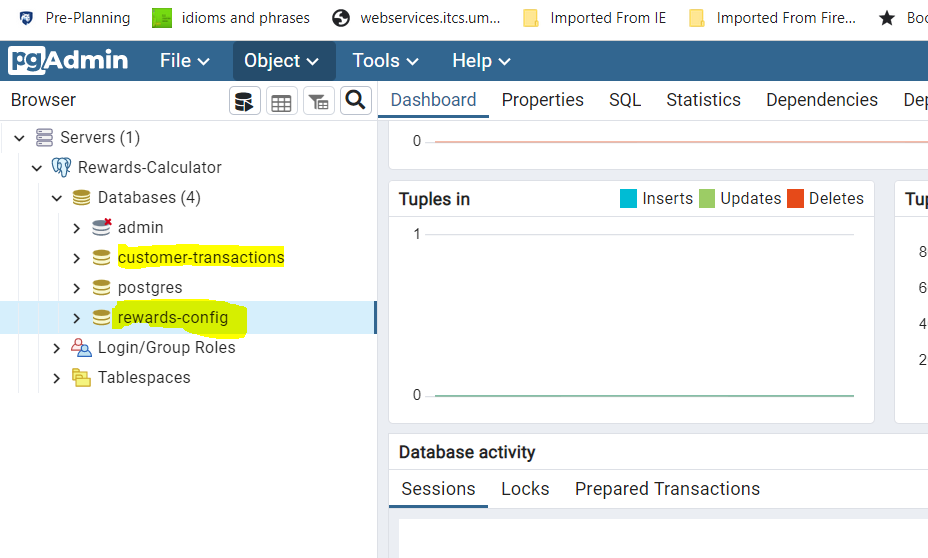 Pre-Planning idioms and phrases webservices.itcs.um... Imported From IE Imported From Fire... Boo
pgAdmin File Object Tools Help
Browser Dashboard Properties SQL Statistics Dependencies Dep
Servers (1)
Rewards-Calculator
Databases (4)
admin
customer-transactions
postgres
rewards-config
Login/Group Roles
Tablespaces
0
Tuples in Inserts Updates Deletes
1
0
Tup
8
6
4
2
Database activity
Sessions Locks Prepared Transactions